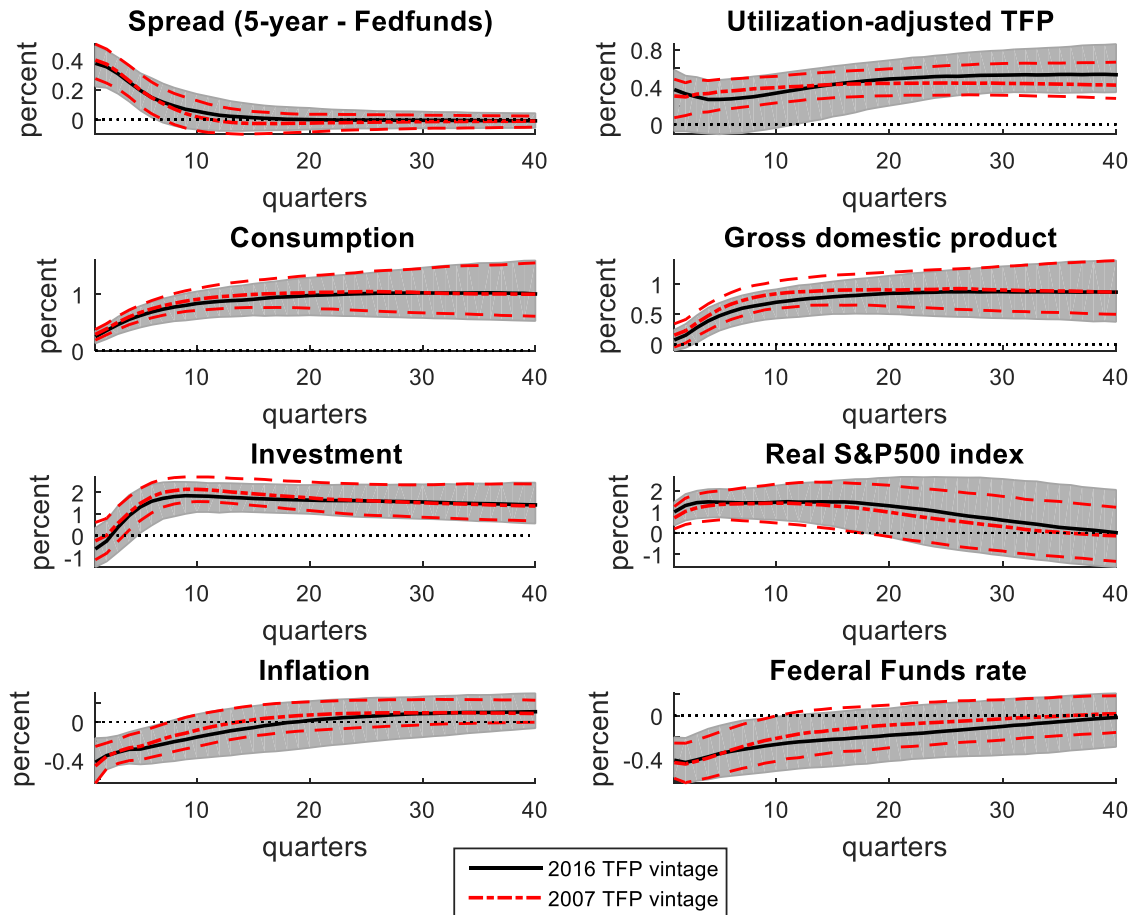 Spread (5-year - Fedfunds)
percent
0.4
0.2
0
10 20 30 40
quarters
Utilization-adjusted TFP
percent
0.8
0.4
0
10 20 30 40
quarters
Consumption
percent
1
0
10 20 30 40
quarters
Gross domestic product
percent
1
0.5
0
10 20 30 40
quarters
Investment
percent
2
1
0
-1
10 20 30 40
quarters
Real S&P500 index
percent
2
1
0
-1
10 20 30 40
quarters
Inflation
percent
0
-0.4
10 20 30 40
quarters
Federal Funds rate
percent
0
-0.4
10 20 30 40
quarters
2016 TFP vintage
2007 TFP vintage